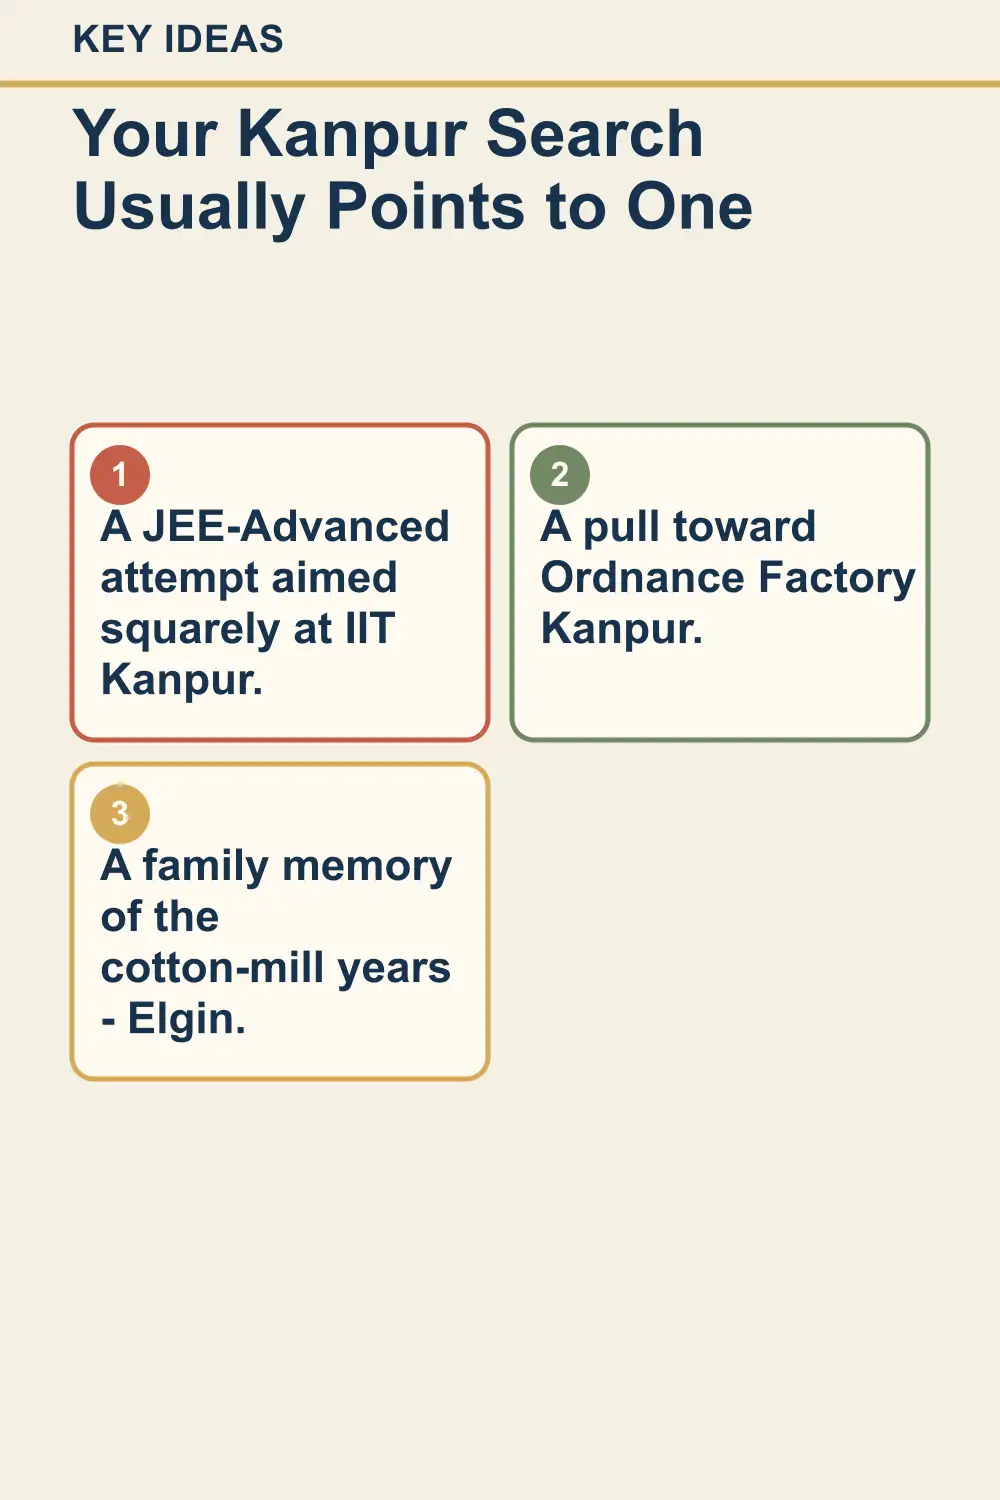 KEY IDEAS
Your Kanpur Search
Usually Points to One
1
A JEE-Advanced
attempt aimed
squarely at IIT
Kanpur.
2
A pull toward
Ordnance Factory
Kanpur.
3
A family memory
of the
cotton-mill years
- Elgin.